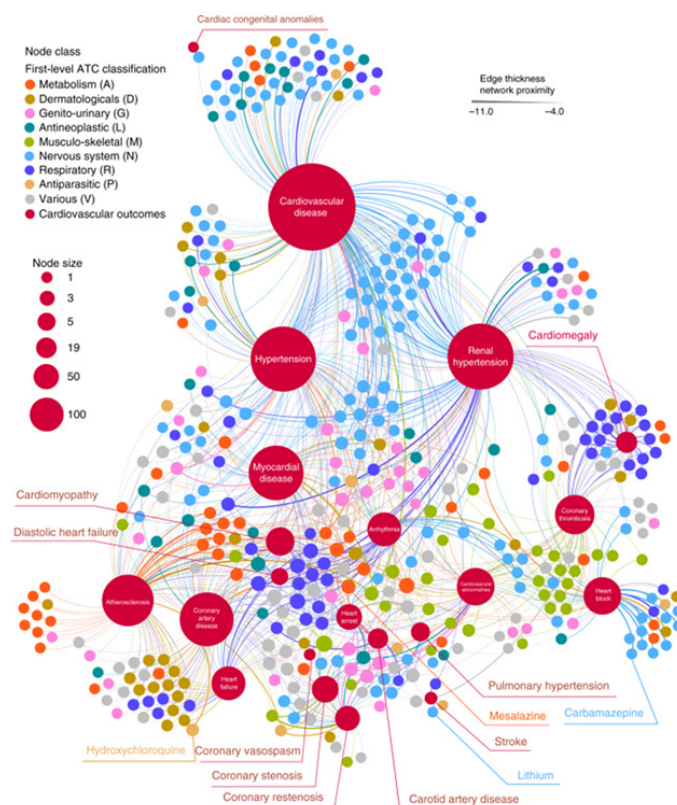 Cardiac congenital anomalies
Node class
First-level ATC classification
Metabolism (A)
Dermatologicals (D)
Genito-urinary (G)
Antineoplastic (L)
Musculo-skeletal (M)
Nervous system (N)
Respiratory (R)
Antiparasitic (P)
Various (V)
Cardiovascular outcomes
Edge thickness
network proximity
−11.0
−4.0
Cardiovascular
disease
Node size
1
3
5
19
50
100
Hypertension
Renal
hypertension
Cardiomegaly
Myocardial
disease
Cardiomyopathy
Diastolic heart failure
Arrhythmia
Coronary
thrombosis
Atherosclerosis
Coronary
artery
disease
Cardiovascular
abnormalities
Heart
block
Heart
arrest
Heart
failure
Pulmonary hypertension
Mesalazine
Carbamazepine
Hydroxychloroquine
Coronary vasospasm
Stroke
Coronary stenosis
Lithium
Coronary restenosis
Carotid artery disease